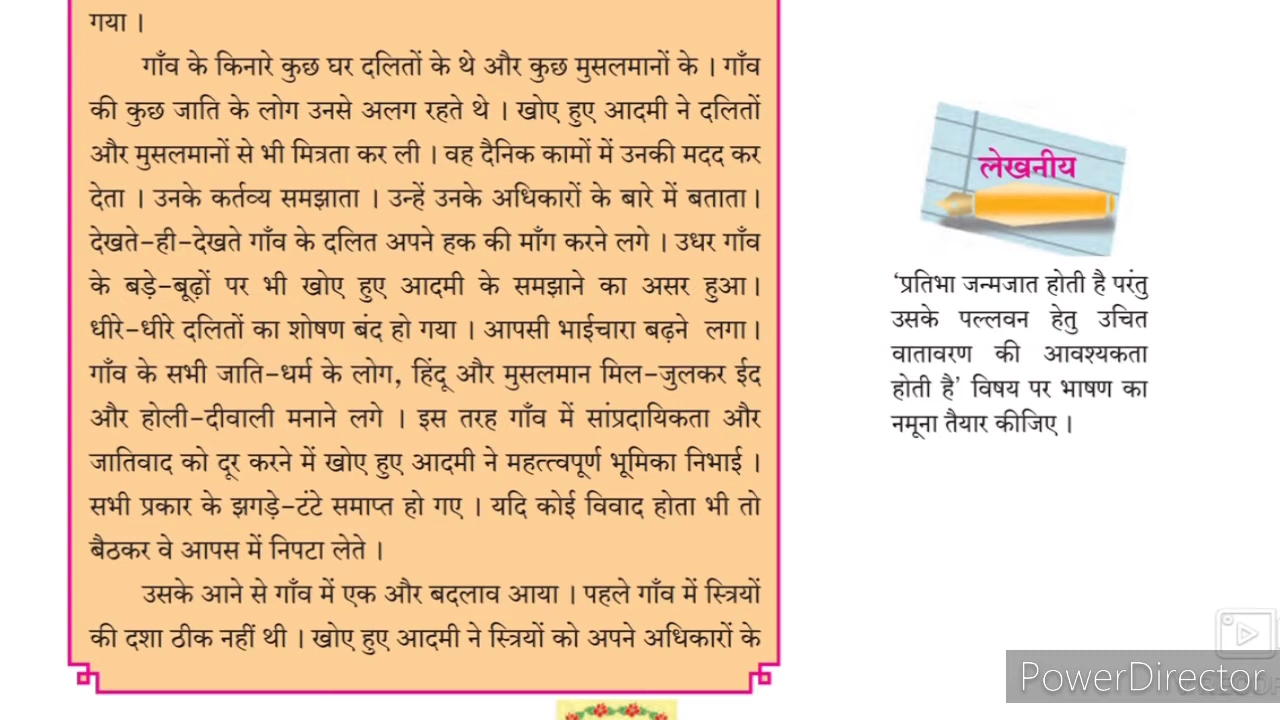 गया ।
गाँव के किनारे कुछ घर दलितों के थे और कुछ मुसलमानों के । गाँव
की कुछ जाति के लोग उनसे अलग रहते थे । खोए हुए आदमी ने दलितों
और मुसलमानों से भी मित्रता कर ली । वह दैनिक कामों में उनकी मदद कर
देता । उनके कर्तव्य समझाता । उन्हें उनके अधिकारों के बारे में बताता।
देखते-ही-देखते गाँव के दलित अपने हक की माँग करने लगे । उधर गाँव
के बड़े-बूढ़ों पर भी खोए हुए आदमी के समझाने का असर हुआ।
धीरे-धीरे दलितों का शोषण बंद हो गया । आपसी भाईचारा बढ़ने लगा।
गाँव के सभी जाति-धर्म के लोग, हिंदू और मुसलमान मिल-जुलकर ईद
और होली-दीवाली मनाने लगे । इस तरह गाँव में सांप्रदायिकता और
जातिवाद को दूर करने में खोए हुए आदमी ने महत्त्वपूर्ण भूमिका निभाई ।
सभी प्रकार के झगड़े-टंटे समाप्त हो गए । यदि कोई विवाद होता भी तो
बैठकर वे आपस में निपटा लेते ।
उसके आने से गाँव में एक और बदलाव आया । पहले गाँव में स्त्रियों
की दशा ठीक नहीं थी । खोए हुए आदमी ने स्त्रियों को अपने अधिकारों के
लेखनीय
‘प्रतिभा जन्मजात होती है परंतु
उसके पल्लवन हेतु उचित
वातावरण की आवश्यकता
होती है’ विषय पर भाषण का
नमूना तैयार कीजिए ।
PowerDirector